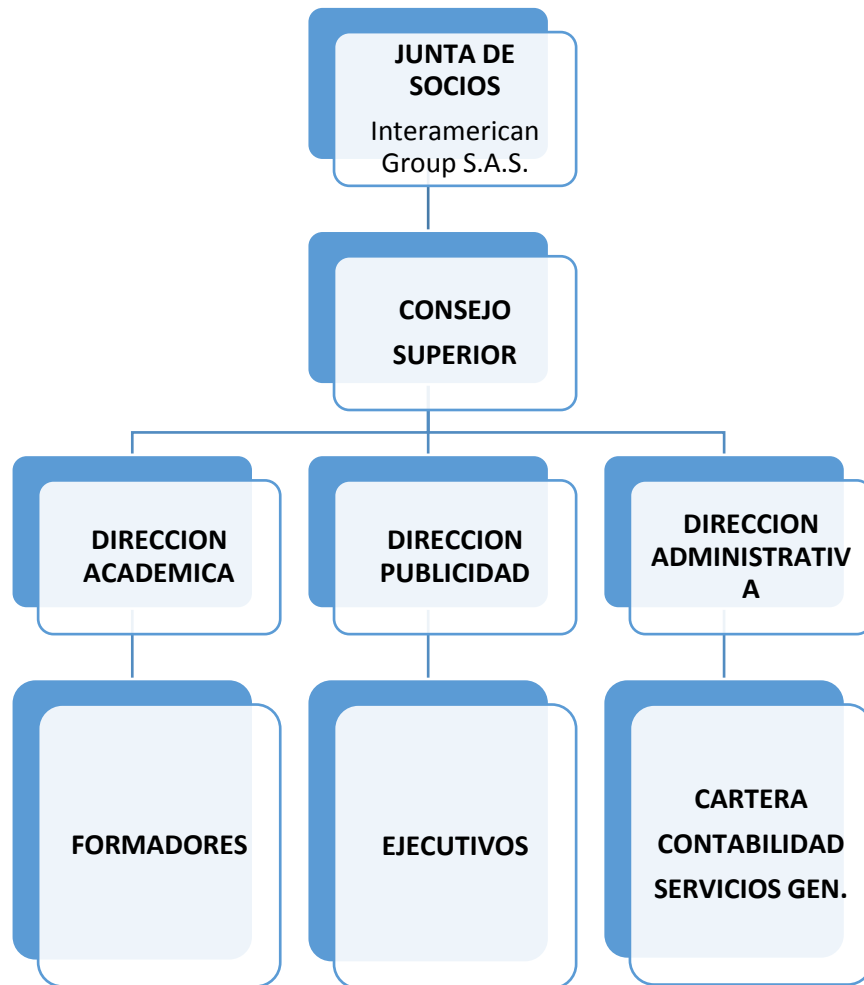 JUNTA DE
SOCIOS
Interamerican
Group S.A.S.
CONSEJO
SUPERIOR
DIRECCION
ACADEMICA
DIRECCION
PUBLICIDAD
DIRECCION
ADMINISTRATIV
A
FORMADORES
EJECUTIVOS
CARTERA
CONTABILIDAD
SERVICIOS GEN.